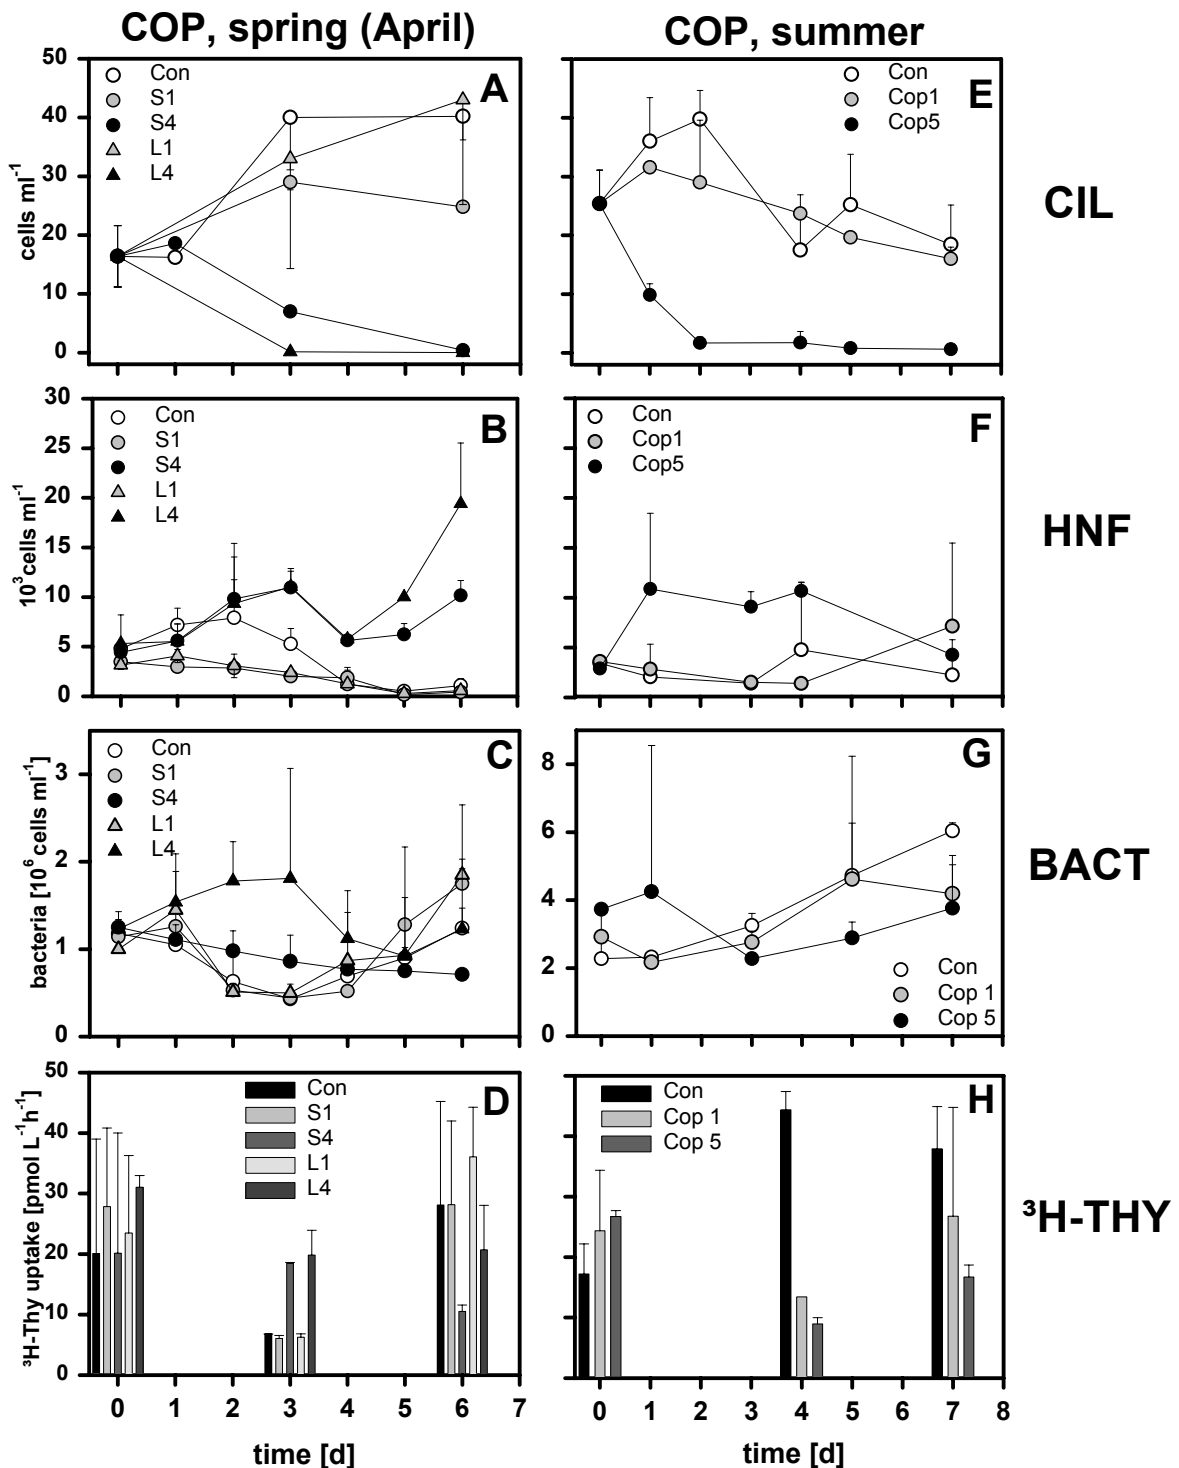 COP, spring (April)
COP, summer
A
Con
S1
S4
L1
L4
50
40
30
20
10
0
cells ml⁻¹
E
Con
Cop1
Cop5
CIL
B
Con
S1
S4
L1
L4
30
25
20
15
10
5
0
10³cells ml⁻¹
F
Con
Cop1
Cop5
HNF
C
Con
S1
S4
L1
L4
3
2
1
0
bacteria [10⁶ cells ml⁻¹]
G
8
6
4
2
0
Con
Cop 1
Cop 5
BACT
D
Con
S1
S4
L1
L4
50
40
30
20
10
0
³H-Thy uptake [pmol L⁻¹h⁻¹]
0 1 2 3 4 5 6 7
time [d]
H
Con
Cop 1
Cop 5
0 1 2 3 4 5 6 7 8
time [d]
³H-THY